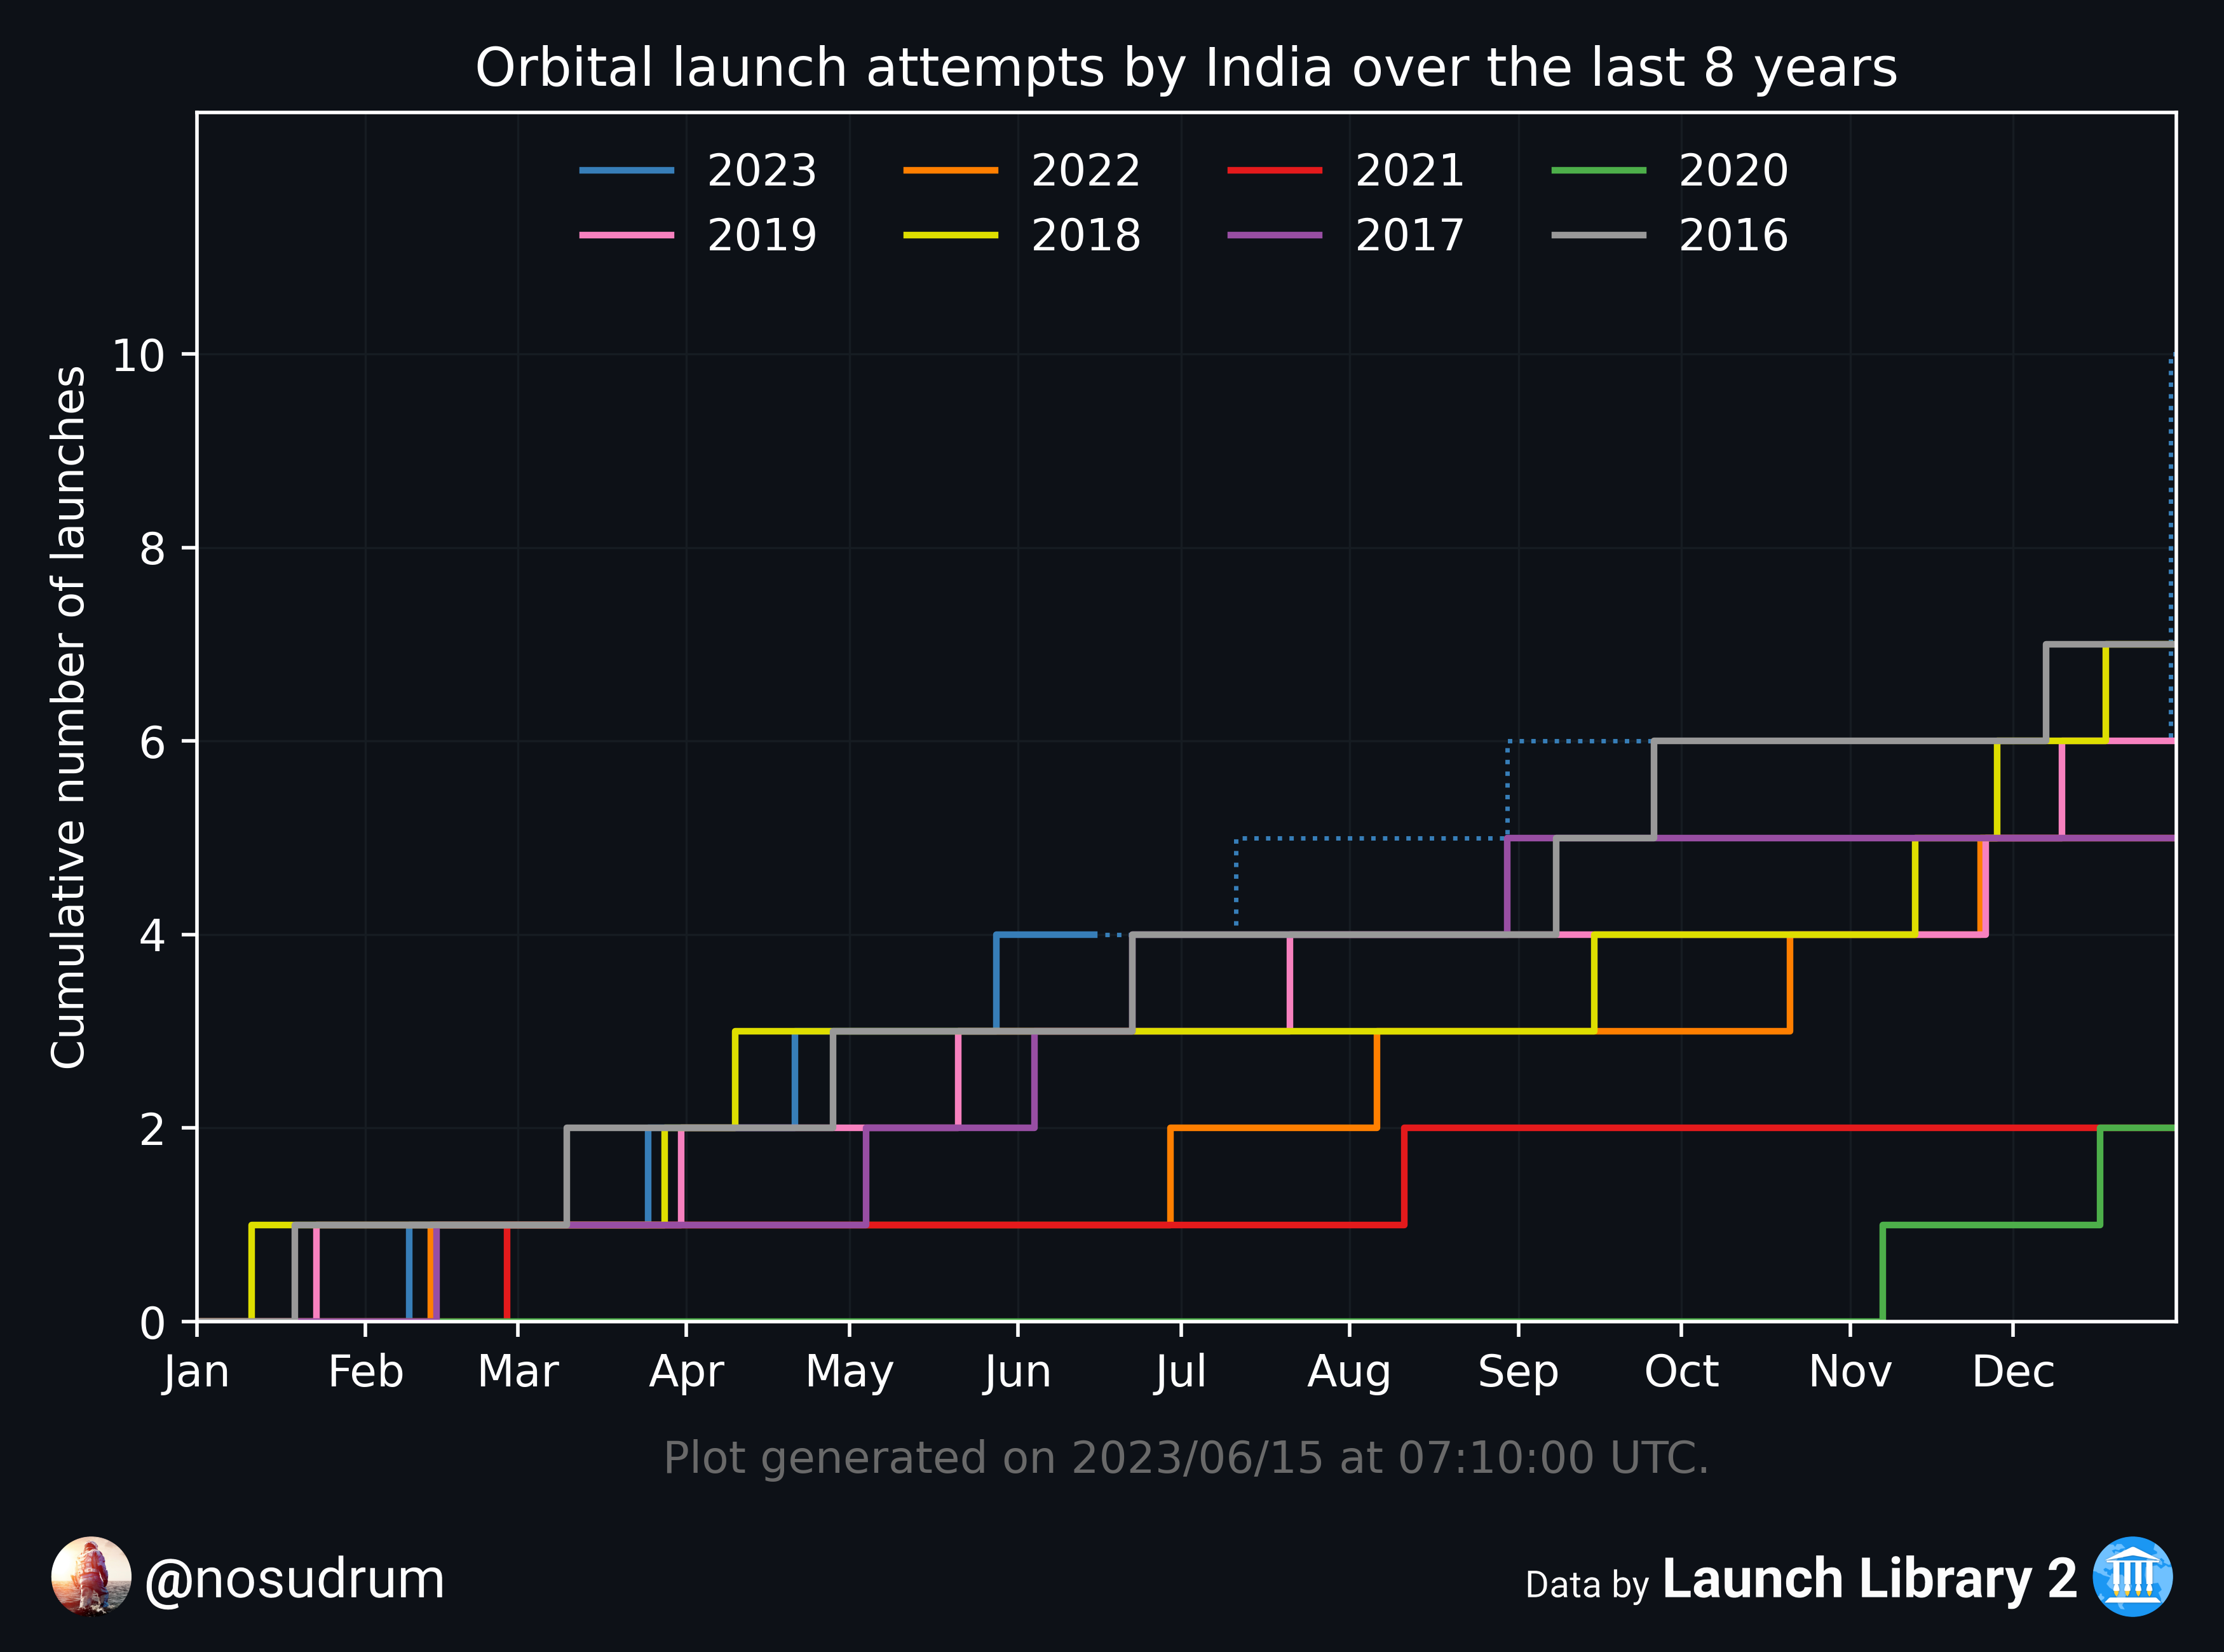 Orbital launch attempts by India over the last 8 years
2023 2022 2021 2020
2019 2018 2017 2016
Cumulative number of launches
10
8
6
4
2
0
Jan Feb Mar Apr May Jun Jul Aug Sep Oct Nov Dec
Plot generated on 2023/06/15 at 07:10:00 UTC.
@nosudrum
Data by Launch Library 2